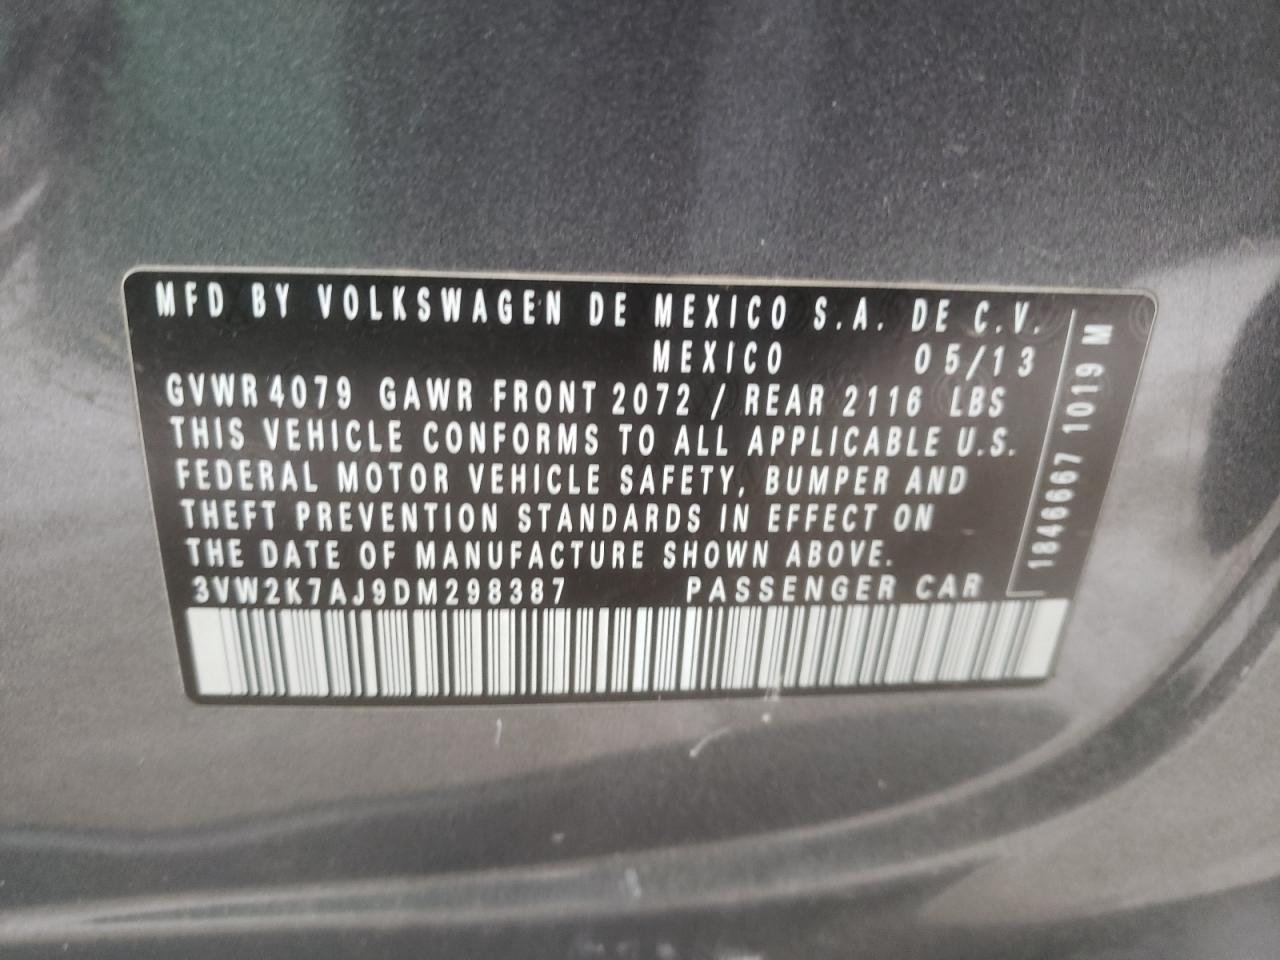 MFD BY VOLKSWAGEN DE MEXICO S.A. DE C.V.
MEXICO 05/13
GVWR 4079 GAWR FRONT 2072 / REAR 2116 LBS
THIS VEHICLE CONFORMS TO ALL APPLICABLE U.S.
FEDERAL MOTOR VEHICLE SAFETY, BUMPER AND
THEFT PREVENTION STANDARDS IN EFFECT ON
THE DATE OF MANUFACTURE SHOWN ABOVE.
3VW2K7AJ9DM298387 PASSENGER CAR
1846667 1019 M